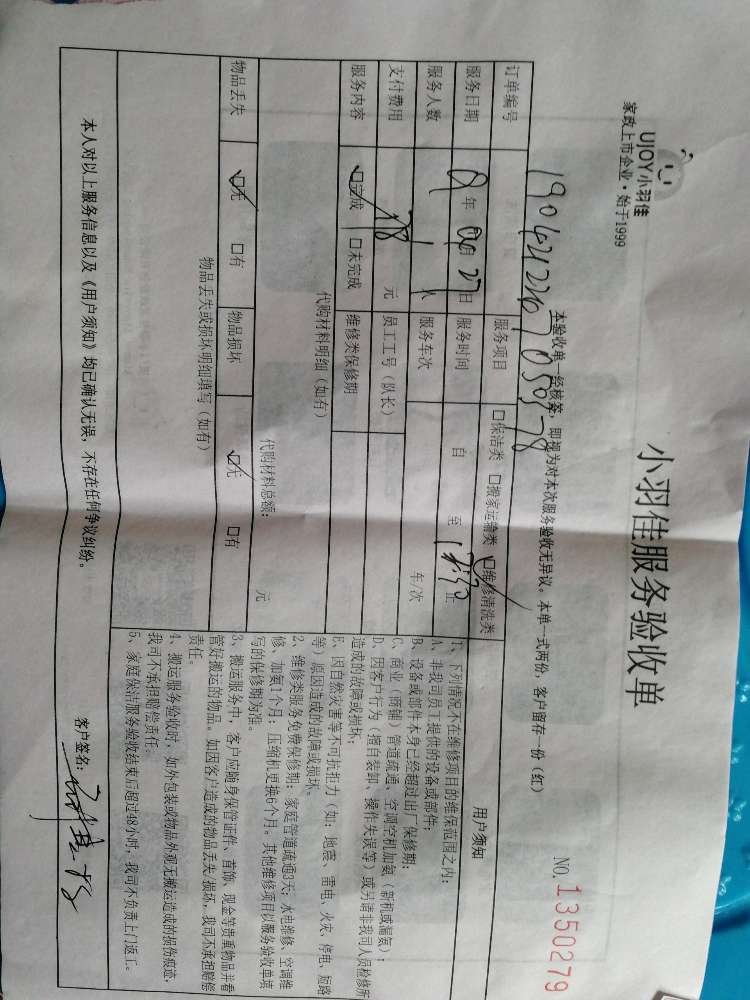 UJOY小羽佳
家政上市企业·始于1999
小羽佳服务验收单
NO. 1350279
本验收单一经核签，即视为对本次服务验收无异议。本单一式两份，客户留存一份（红）
订单编号
服务项目 □保洁类 □搬家运输类 ☑维修清洗类
服务日期 年 月 27日 服务时间 自 至 止
服务人数 人 服务车次 车/次
支付费用 78 元 员工工号（队长）
服务内容 ☑完成 □未完成 维修类保修期
代购材料明细（如有）
代购材料总额： 元
物品丢失 ☑无 □有 物品损坏 ☑无 □有
物品丢失或损坏明细填写（如有）
用户须知
1、下列情况不在维修项目的维保范围之内：
A、非我司员工提供的设备或部件；
B、设备或部件本身已经超过出厂保修期；
C、商业（商铺）管道疏通、空调空机加氨（新机或漏氨）；
D、因客户行为（擅自装卸、操作失误等）或另请非我司人员检修所
造成的故障或损坏；
E、因自然灾害等不可抗拒力（如：地震、雷电、火灾、停电、短路
等）原因造成的故障或损坏。
2、维修类服务免费保修期：家庭管道疏通3天；水电维修、空调维
修、加氨1个月；压缩机更换6个月。其他维修项目以服务验收单填
写的保修期为准。
3、搬运服务中，客户应随身保管证件、首饰、现金等贵重物品并看
管好搬运的物品。如因客户造成的物品丢失/损坏，我司不承担赔偿
责任。
4、搬运服务验收时，如外包装或物品外观无搬运造成的损伤痕迹，
我司不承担赔偿责任。
5、家庭保洁服务验收结束后超过48小时，我司不负责上门返工。
本人对以上服务信息以及《用户须知》均已确认无误，不存在任何争议纠纷。
客户签名：